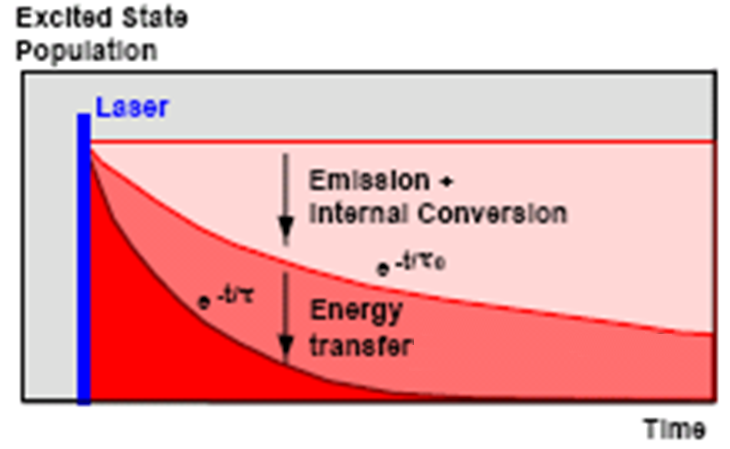 Excited State
Population
Laser
Emission +
Internal Conversion
e -t/τ₀
e -t/τ
Energy
transfer
Time